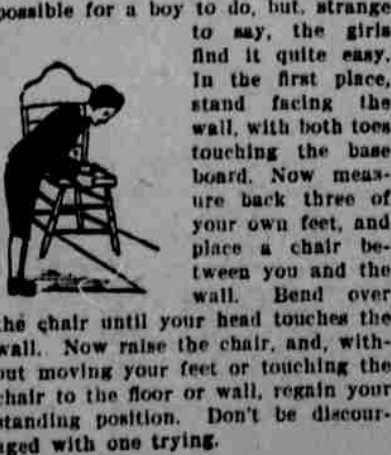 possible for a boy to do, but, strange
to say, the girls
find it quite easy.
In the first place,
stand facing the
wall, with both toes
touching the base
board. Now meas-
ure back three of
your own feet, and
place a chair be-
tween you and the
wall. Bend over
the chair until your head touches the
wall. Now raise the chair, and, with-
out moving your feet or touching the
chair to the floor or wall, regain your
standing position. Don't be discour-
aged with one trying.